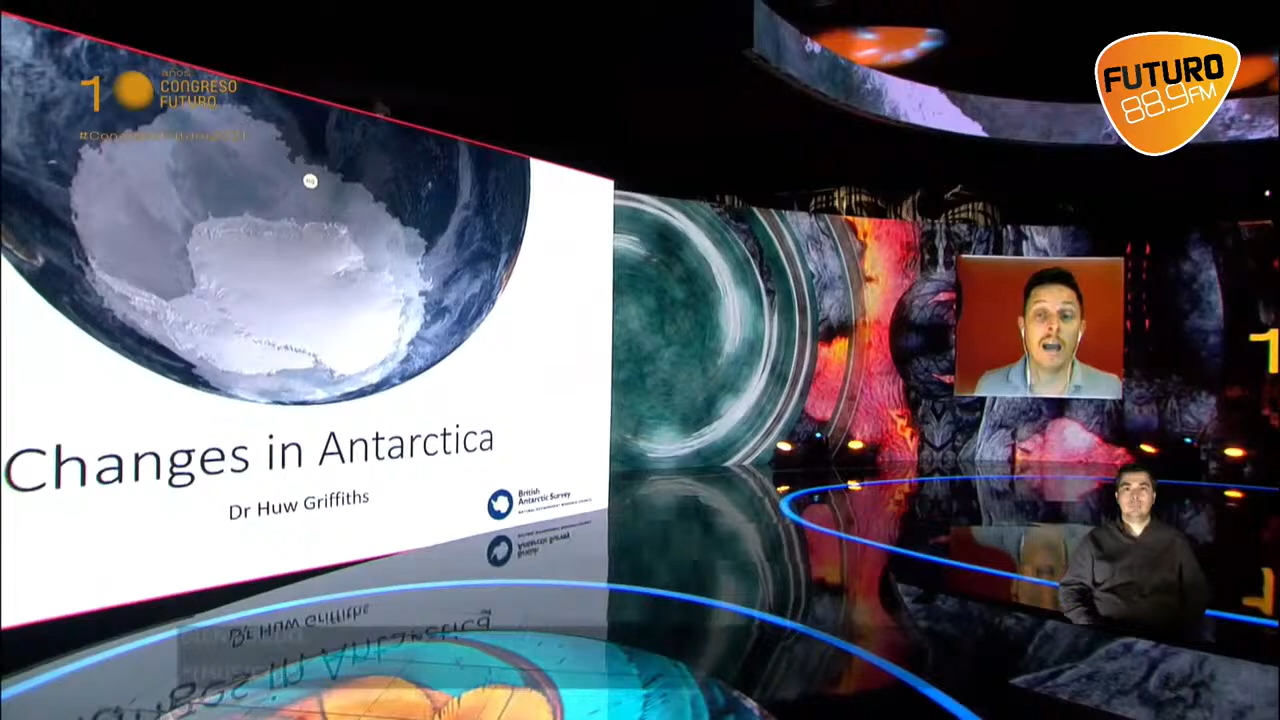 10
años
CONGRESO
FUTURO
FUTURO
88.9FM
Changes in Antarctica
Dr Huw Griffiths
British
Antarctic Survey